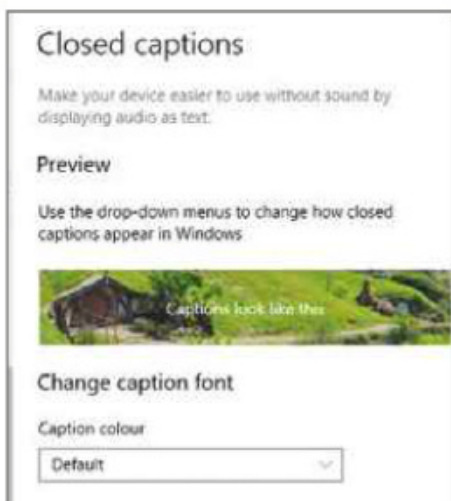 Closed captions
Make your device easier to use without sound by
displaying audio as text.
Preview
Use the drop-down menus to change how closed
captions appear in Windows
Captions look like this
Change caption font
Caption colour
Default